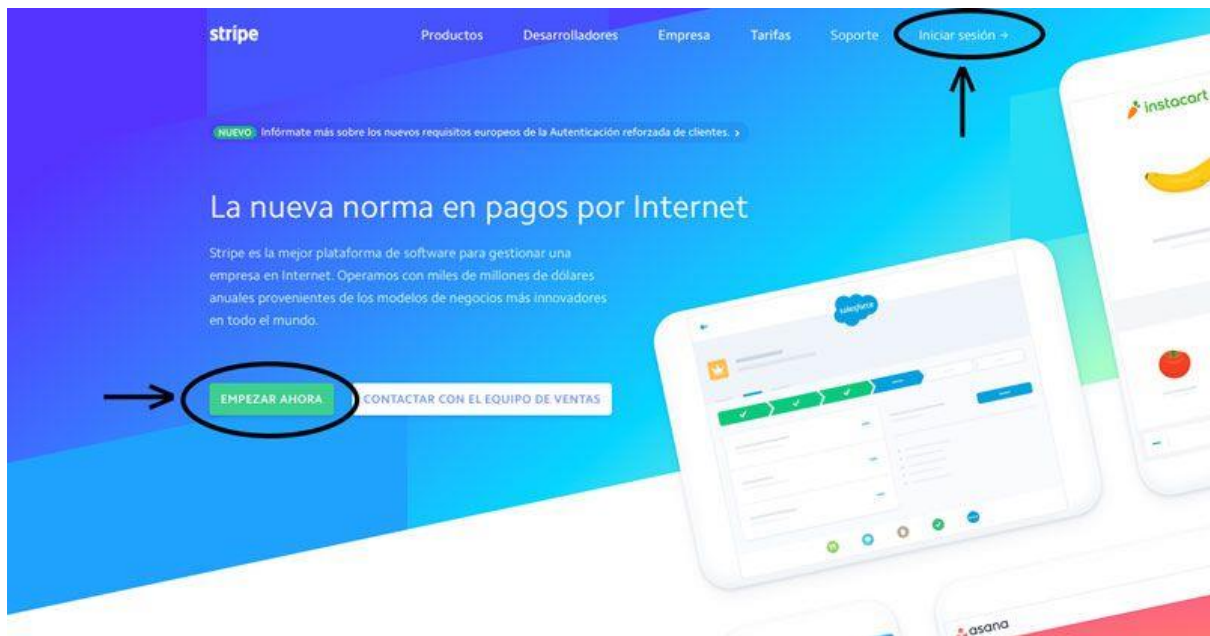 stripe
Productos
Desarrolladores
Empresa
Tarifas
Soporte
Iniciar sesión →
NUEVO Infórmate más sobre los nuevos requisitos europeos de la Autenticación reforzada de clientes. >
La nueva norma en pagos por Internet
Stripe es la mejor plataforma de software para gestionar una
empresa en Internet. Operamos con miles de millones de dólares
anuales provenientes de los modelos de negocios más innovadores
en todo el mundo.
EMPEZAR AHORA
CONTACTAR CON EL EQUIPO DE VENTAS
instacart
salesforce
asana